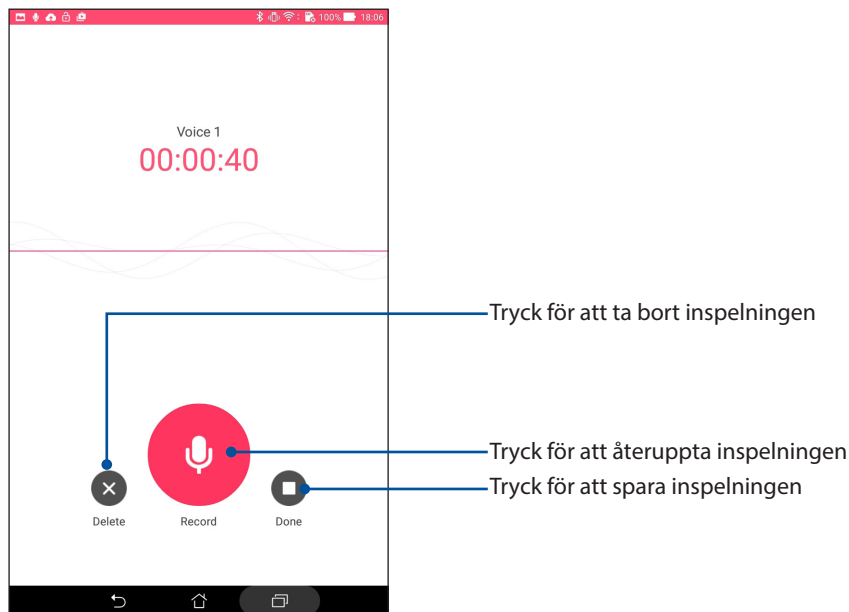 100% 18:06
Voice 1
00:00:40
Tryck för att ta bort inspelningen
Tryck för att återuppta inspelningen
Tryck för att spara inspelningen
Delete Record Done